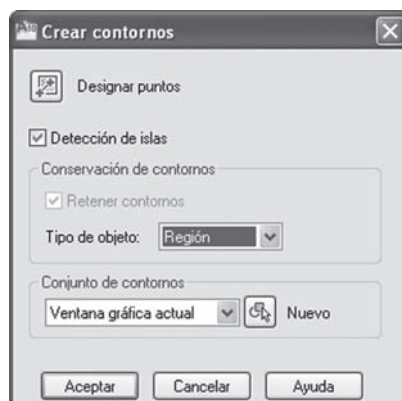 Crear contornos
Designar puntos
Detección de islas
Conservación de contornos
Retener contornos
Tipo de objeto: Región
Conjunto de contornos
Ventana gráfica actual Nuevo
Aceptar Cancelar Ayuda